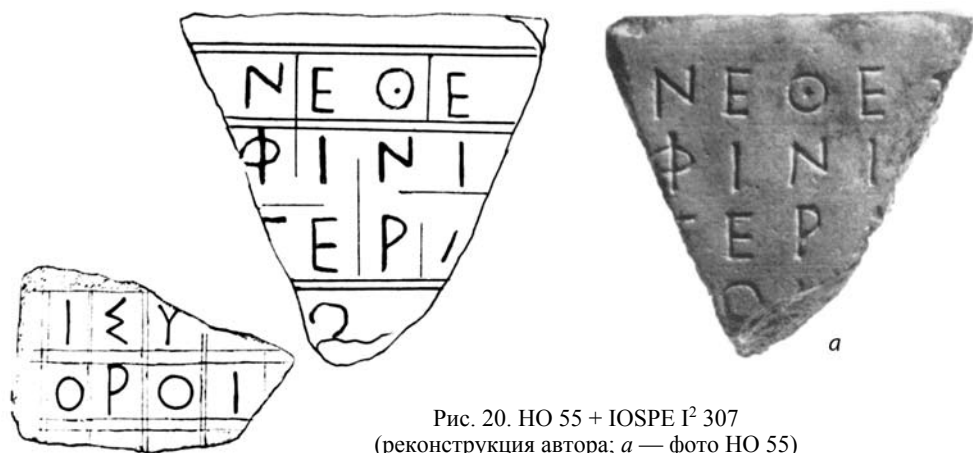 ΝΕΘΕ
ΦΙΝΙ
ΕΡ
ΝΕΘΕ
ΦΙΝΙ
ΕΡ
a
ΙΣΥ
ΟΡΟΙ
Рис. 20. НО 55 + IOSPE I² 307
(реконструкция автора; а — фото НО 55)